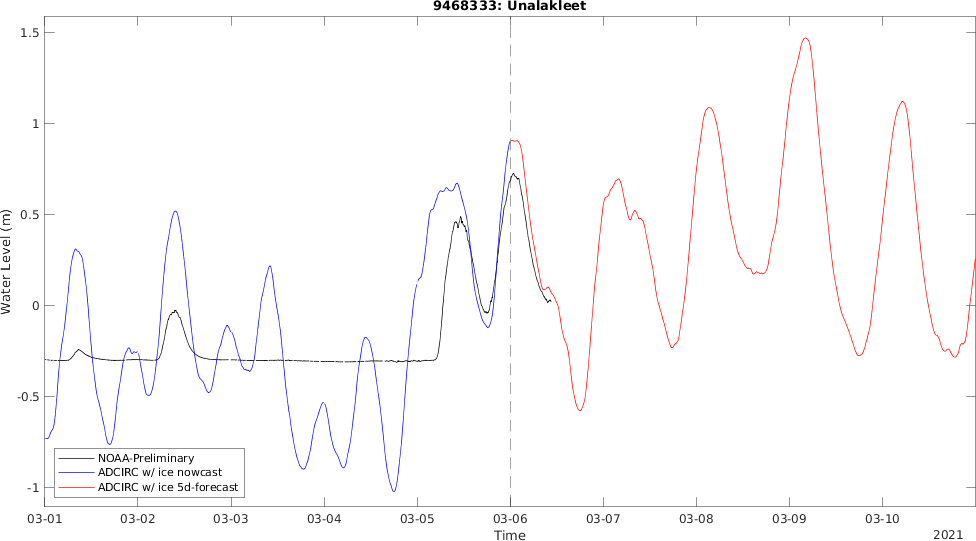 9468333: Unalakleet
1.5
1
0.5
0
-0.5
-1
Water Level (m)
NOAA-Preliminary
ADCIRC w/ ice nowcast
ADCIRC w/ ice 5d-forecast
03-01 03-02 03-03 03-04 03-05 03-06 03-07 03-08 03-09 03-10
Time
2021